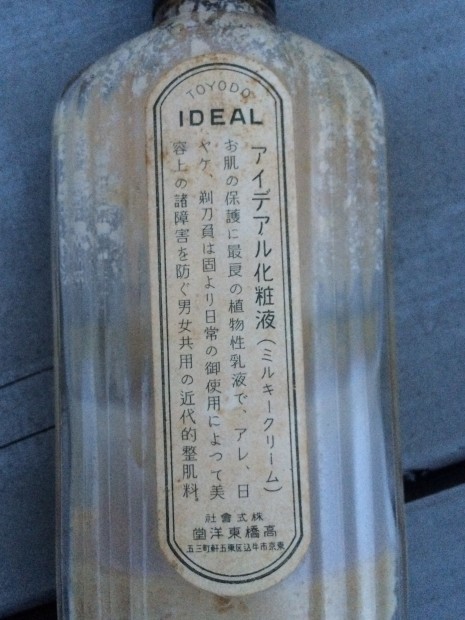 TOYODO
IDEAL
アイデアル化粧液(ミルキークリーム)
お肌の保護に最良の植物性乳液で、アレ、日
ヤケ、剃刀負は固より日常の御使用によつて美
容上の諸障害を防ぐ男女共用の近代的整肌料
社會式株
堂洋東橋髙
五三町軒五東区込牛市京東